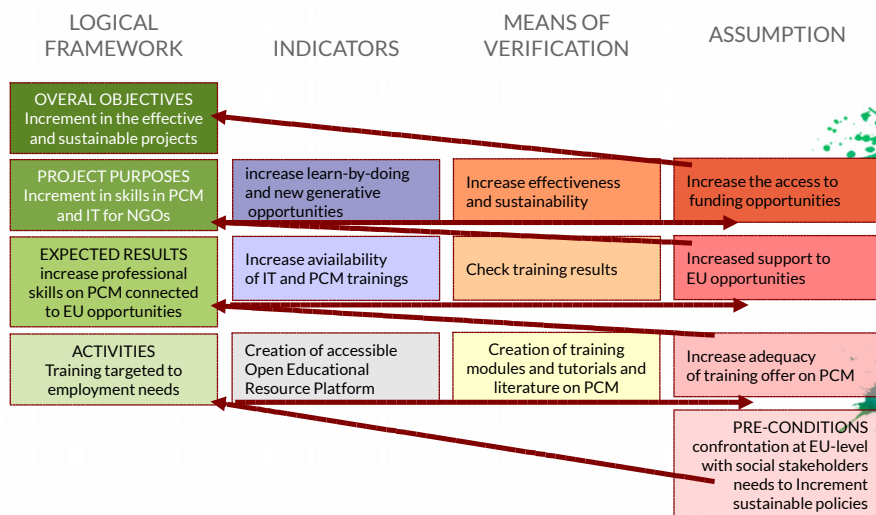 LOGICAL
FRAMEWORK
INDICATORS
MEANS OF
VERIFICATION
ASSUMPTION
OVERAL OBJECTIVES
Increment in the effective
and sustainable projects
PROJECT PURPOSES
Increment in skills in PCM
and IT for NGOs
increase learn-by-doing
and new generative
opportunities
Increase effectiveness
and sustainability
Increase the access to
funding opportunities
EXPECTED RESULTS
increase professional
skills on PCM connected
to EU opportunities
Increase aviailability
of IT and PCM trainings
Check training results
Increased support to
EU opportunities
ACTIVITIES
Training targeted to
employment needs
Creation of accessible
Open Educational
Resource Platform
Creation of training
modules and tutorials and
literature on PCM
Increase adequacy
of training offer on PCM
PRE-CONDITIONS
confrontation at EU-level
with social stakeholders
needs to Increment
sustainable policies